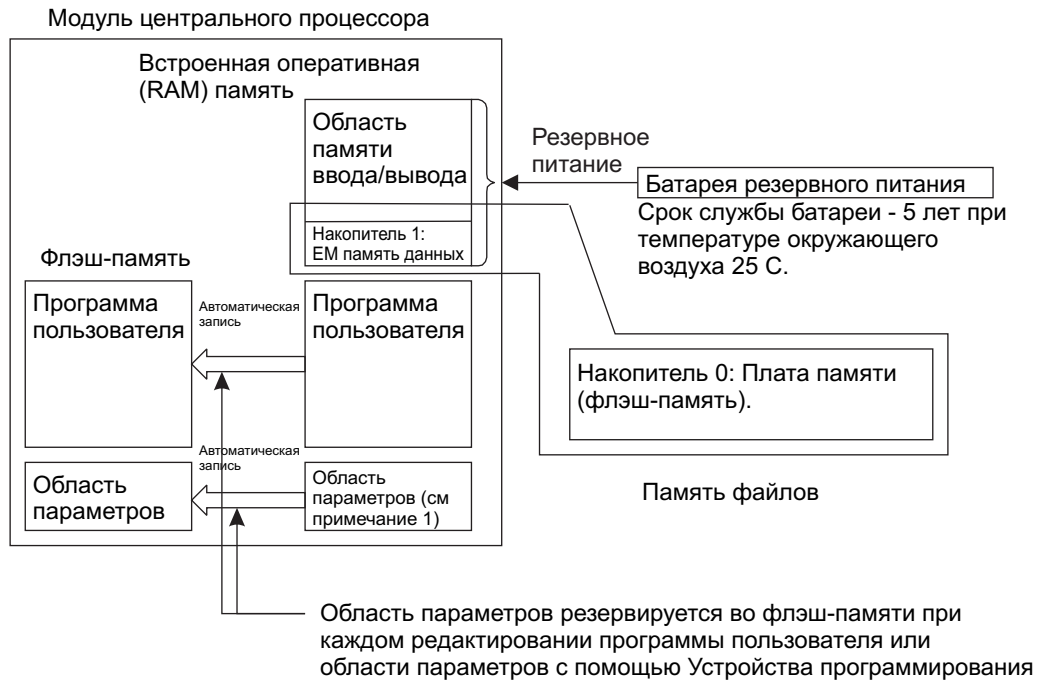 Модуль центрального процессора
Встроенная оперативная
(RAM) память
Область
памяти
ввода/вывода
Накопитель 1:
EM память данных
Резервное
питание
Батарея резервного питания
Срок службы батареи - 5 лет при
температуре окружающего
воздуха 25 С.
Флэш-память
Программа
пользователя
Автоматическая
запись
Программа
пользователя
Накопитель 0: Плата памяти
(флэш-память).
Автоматическая
запись
Область
параметров
Область
параметров (см
примечание 1)
Память файлов
Область параметров резервируется во флэш-памяти при
каждом редактировании программы пользователя или
области параметров с помощью Устройства программирования